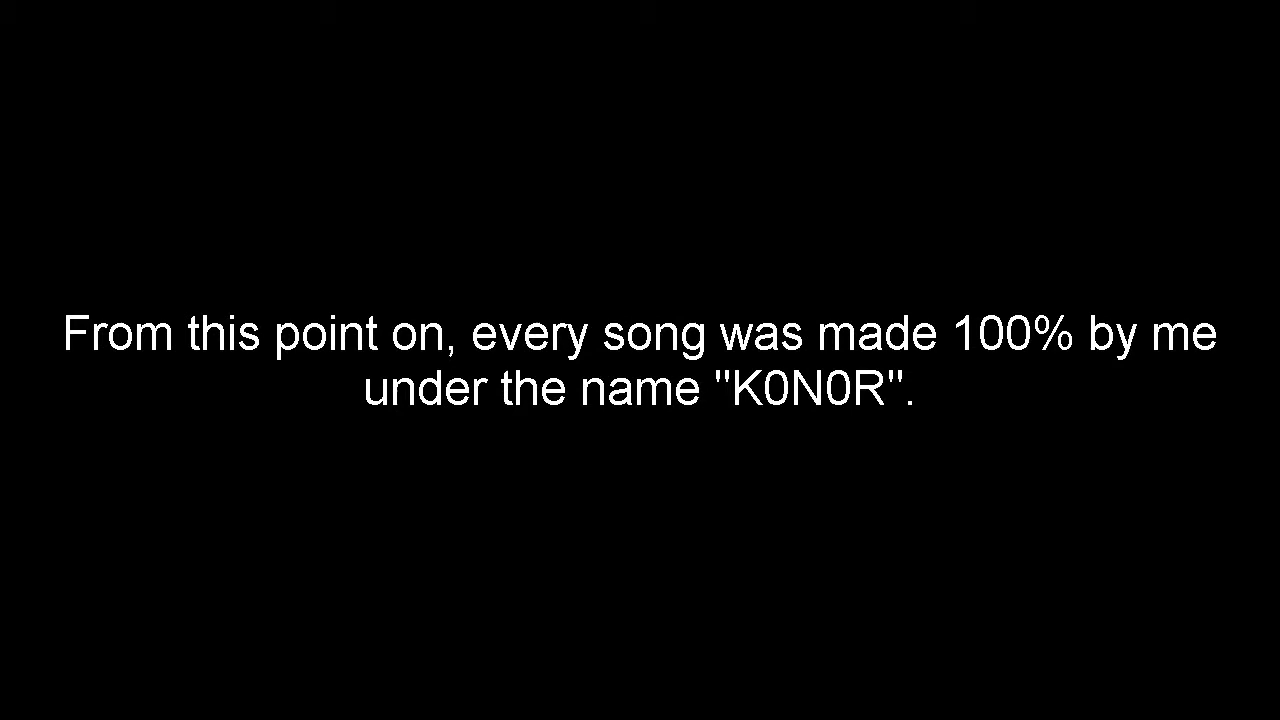 From this point on, every song was made 100% by me
under the name "K0N0R".